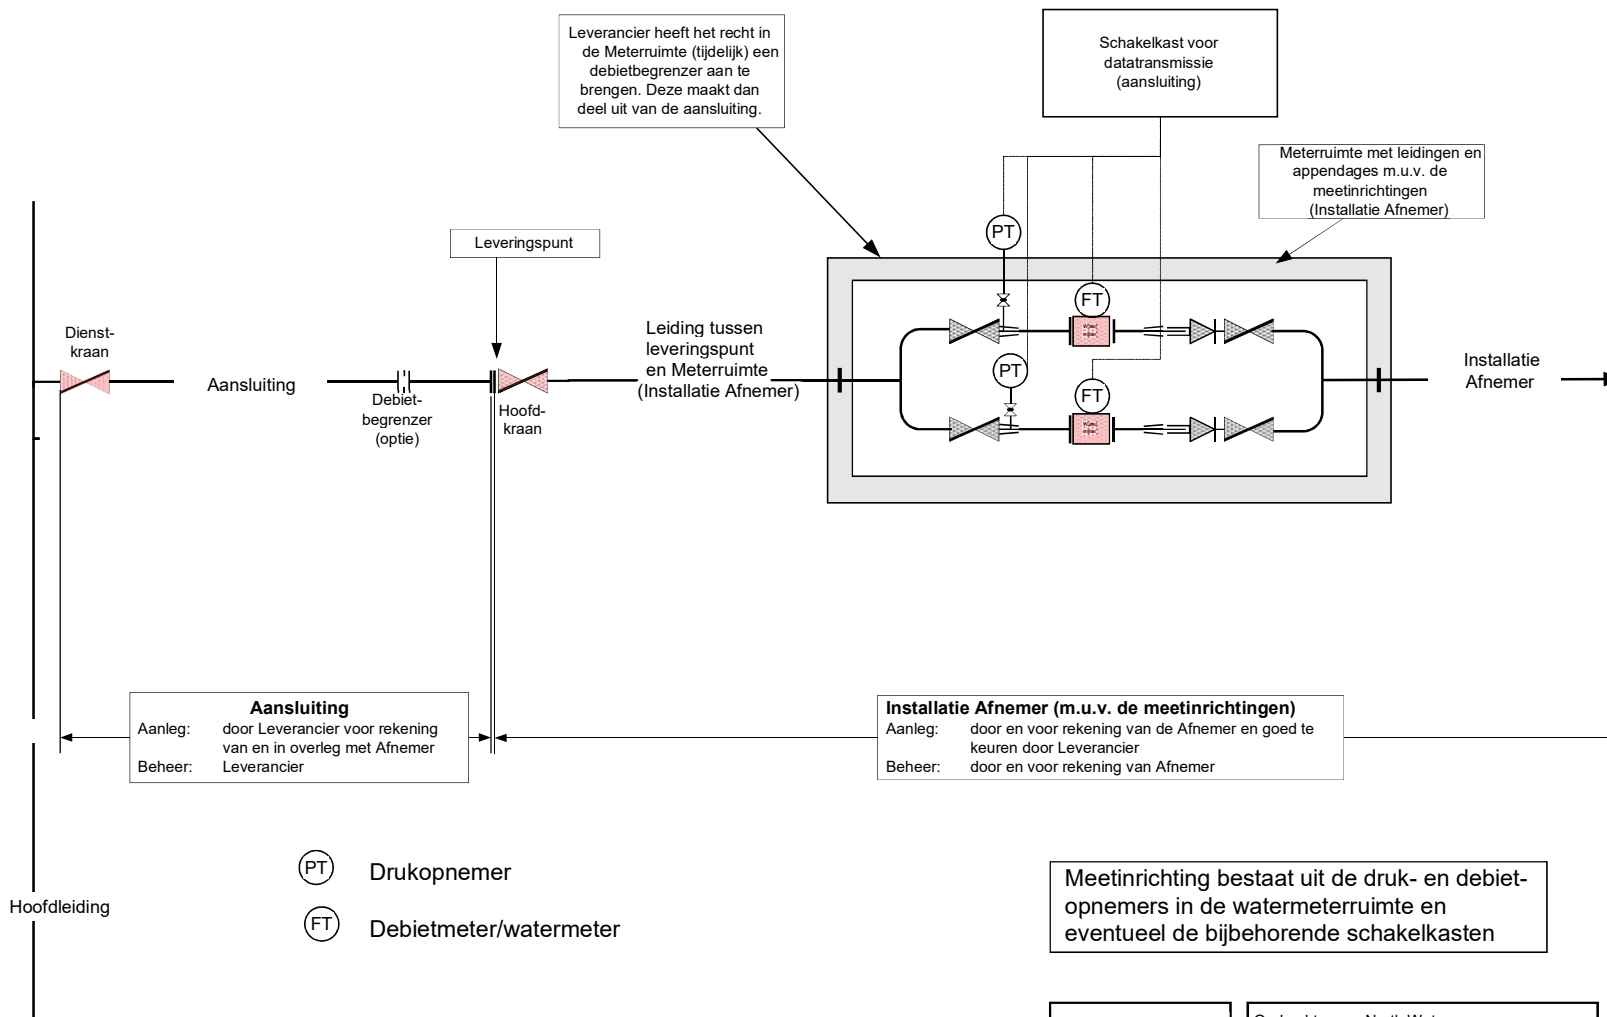 Leverancier heeft het recht in
de Meterruimte (tijdelijk) een
debietbegrenzer aan te
brengen. Deze maakt dan
deel uit van de aansluiting.
Schakelkast voor
datatransmissie
(aansluiting)
Meterruimte met leidingen en
appendages m.u.v. de
meetinrichtingen
(Installatie Afnemer)
Leveringspunt
PT
FT
Dienst-
kraan
Aansluiting
Debiet-
begrenzer
(optie)
Hoofd-
kraan
Leiding tussen
leveringspunt
en Meterruimte
(Installatie Afnemer)
PT
FT
Installatie
Afnemer
Aansluiting
Aanleg: door Leverancier voor rekening
van en in overleg met Afnemer
Beheer: Leverancier
Installatie Afnemer (m.u.v. de meetinrichtingen)
Aanleg: door en voor rekening van de Afnemer en goed te
keuren door Leverancier
Beheer: door en voor rekening van Afnemer
PT Drukopnemer
FT Debietmeter/watermeter
Hoofdleiding
Meetinrichting bestaat uit de druk- en debiet-
opnemers in de watermeterruimte en
eventueel de bijbehorende schakelkasten